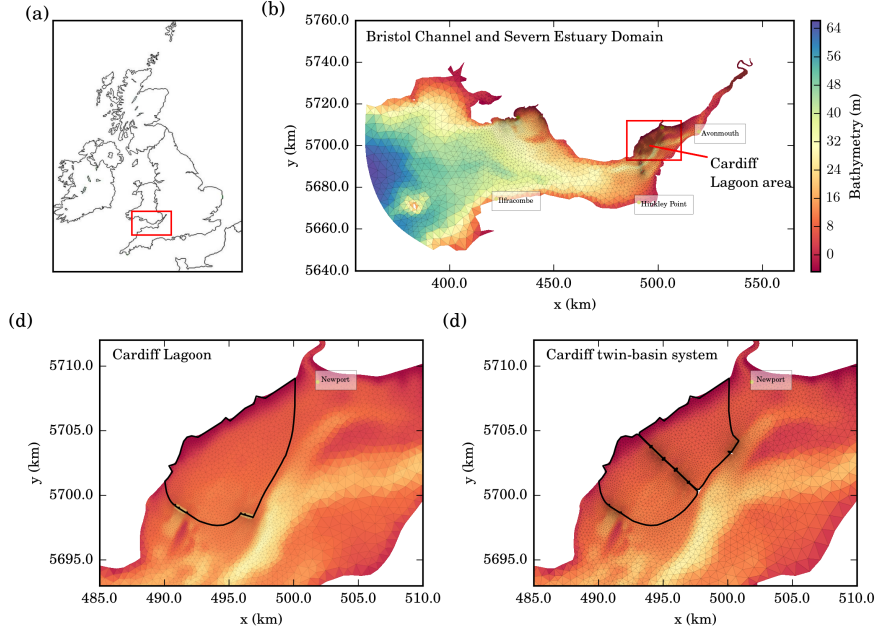 (a)
(b)
Bristol Channel and Severn Estuary Domain
5760.0
5740.0
5720.0
5700.0
5680.0
5660.0
5640.0
y (km)
400.0
450.0
500.0
550.0
x (km)
Avonmouth
Cardiff
Lagoon area
Ilfracombe
Hinkley Point
64
56
48
40
32
24
16
8
0
Bathymetry (m)
(d)
Cardiff Lagoon
Newport
5710.0
5705.0
5700.0
5695.0
y (km)
485.0
490.0
495.0
500.0
505.0
510.0
x (km)
(d)
Cardiff twin-basin system
Newport
5710.0
5705.0
5700.0
5695.0
y (km)
485.0
490.0
495.0
500.0
505.0
510.0
x (km)